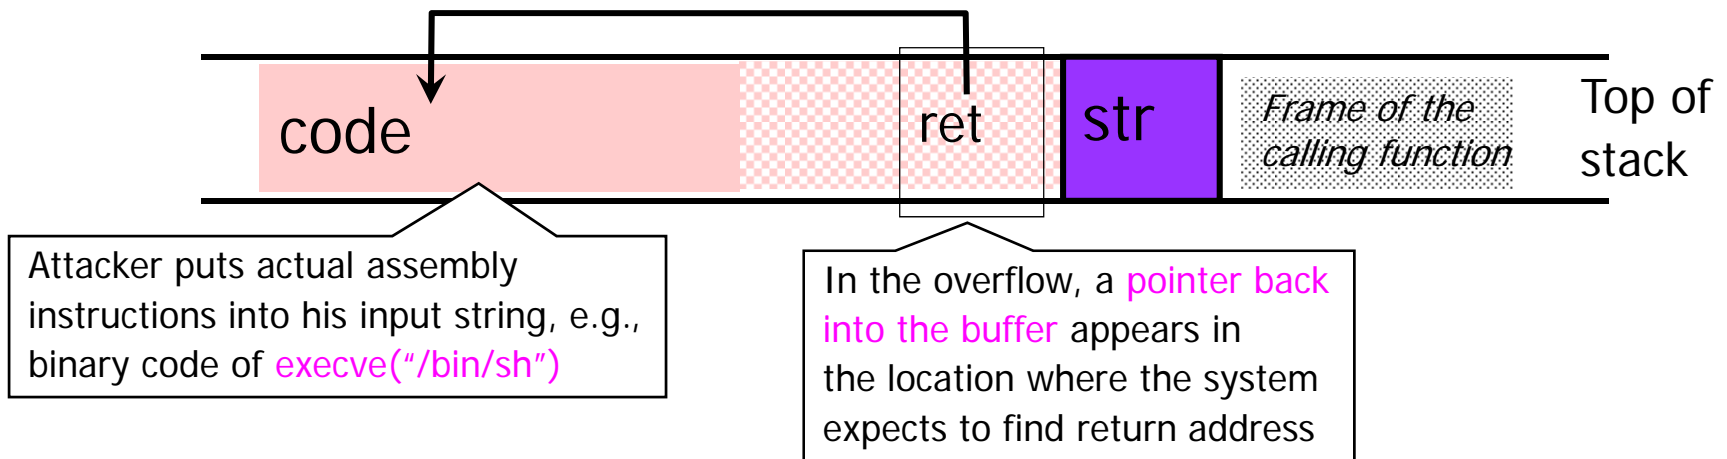 code
ret
str
Frame of the
calling function
Top of
stack
Attacker puts actual assembly
instructions into his input string, e.g.,
binary code of execve(“/bin/sh”)
In the overflow, a pointer back
into the buffer appears in
the location where the system
expects to find return address